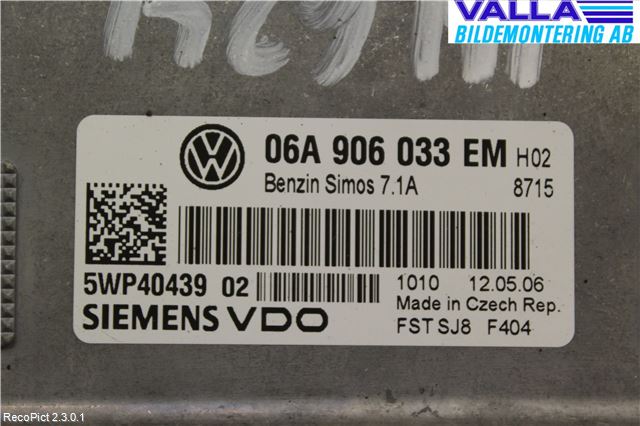 VALLA
BILDEMONTERING AB
06A 906 033 EM H02
Benzin Simos 7.1A 8715
5WP40439 02
1010 12.05.06
Made in Czech Rep.
SIEMENS VDO
FST SJ8 F404
RecoPict 2.3.0.1